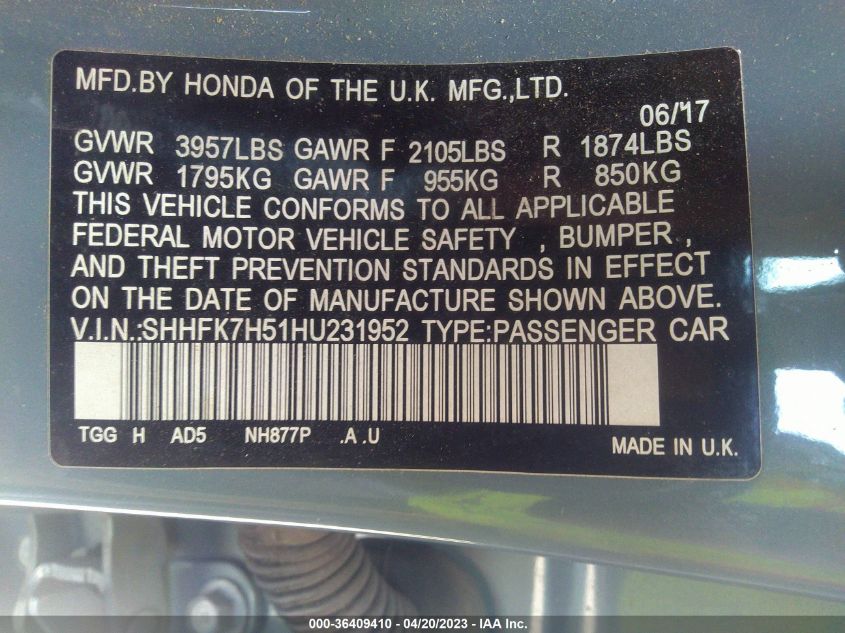 MFD.BY HONDA OF THE U.K. MFG.,LTD.
06/17
GVWR 3957LBS GAWR F 2105LBS R 1874LBS
GVWR 1795KG GAWR F 955KG R 850KG
THIS VEHICLE CONFORMS TO ALL APPLICABLE
FEDERAL MOTOR VEHICLE SAFETY , BUMPER ,
AND THEFT PREVENTION STANDARDS IN EFFECT
ON THE DATE OF MANUFACTURE SHOWN ABOVE.
V.I.N.:SHHFK7H51HU231952 TYPE:PASSENGER CAR
TGG H AD5 NH877P .A .U
MADE IN U.K.
000-36409410 - 04/20/2023 - IAA Inc.